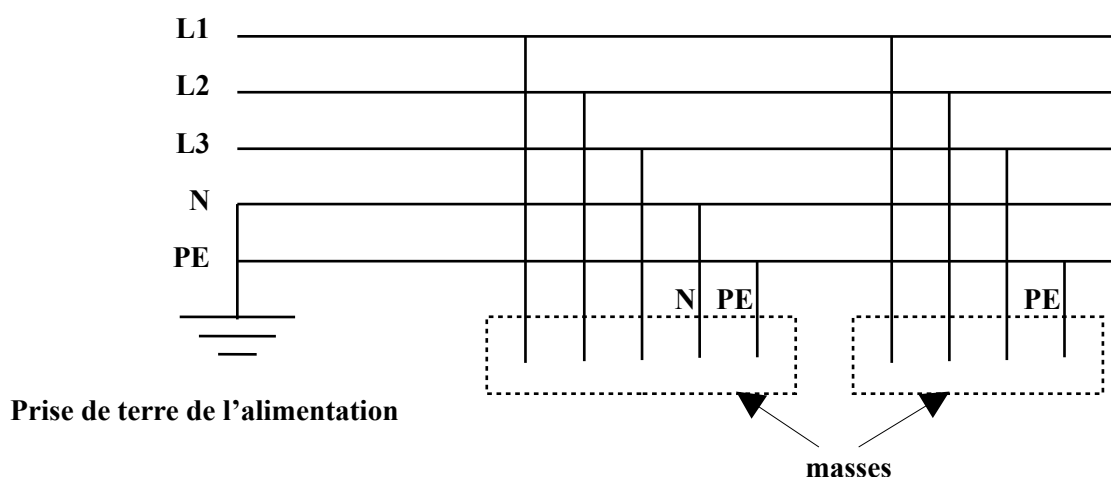 L1
L2
L3
N
PE
N PE
PE
Prise de terre de l’alimentation
masses